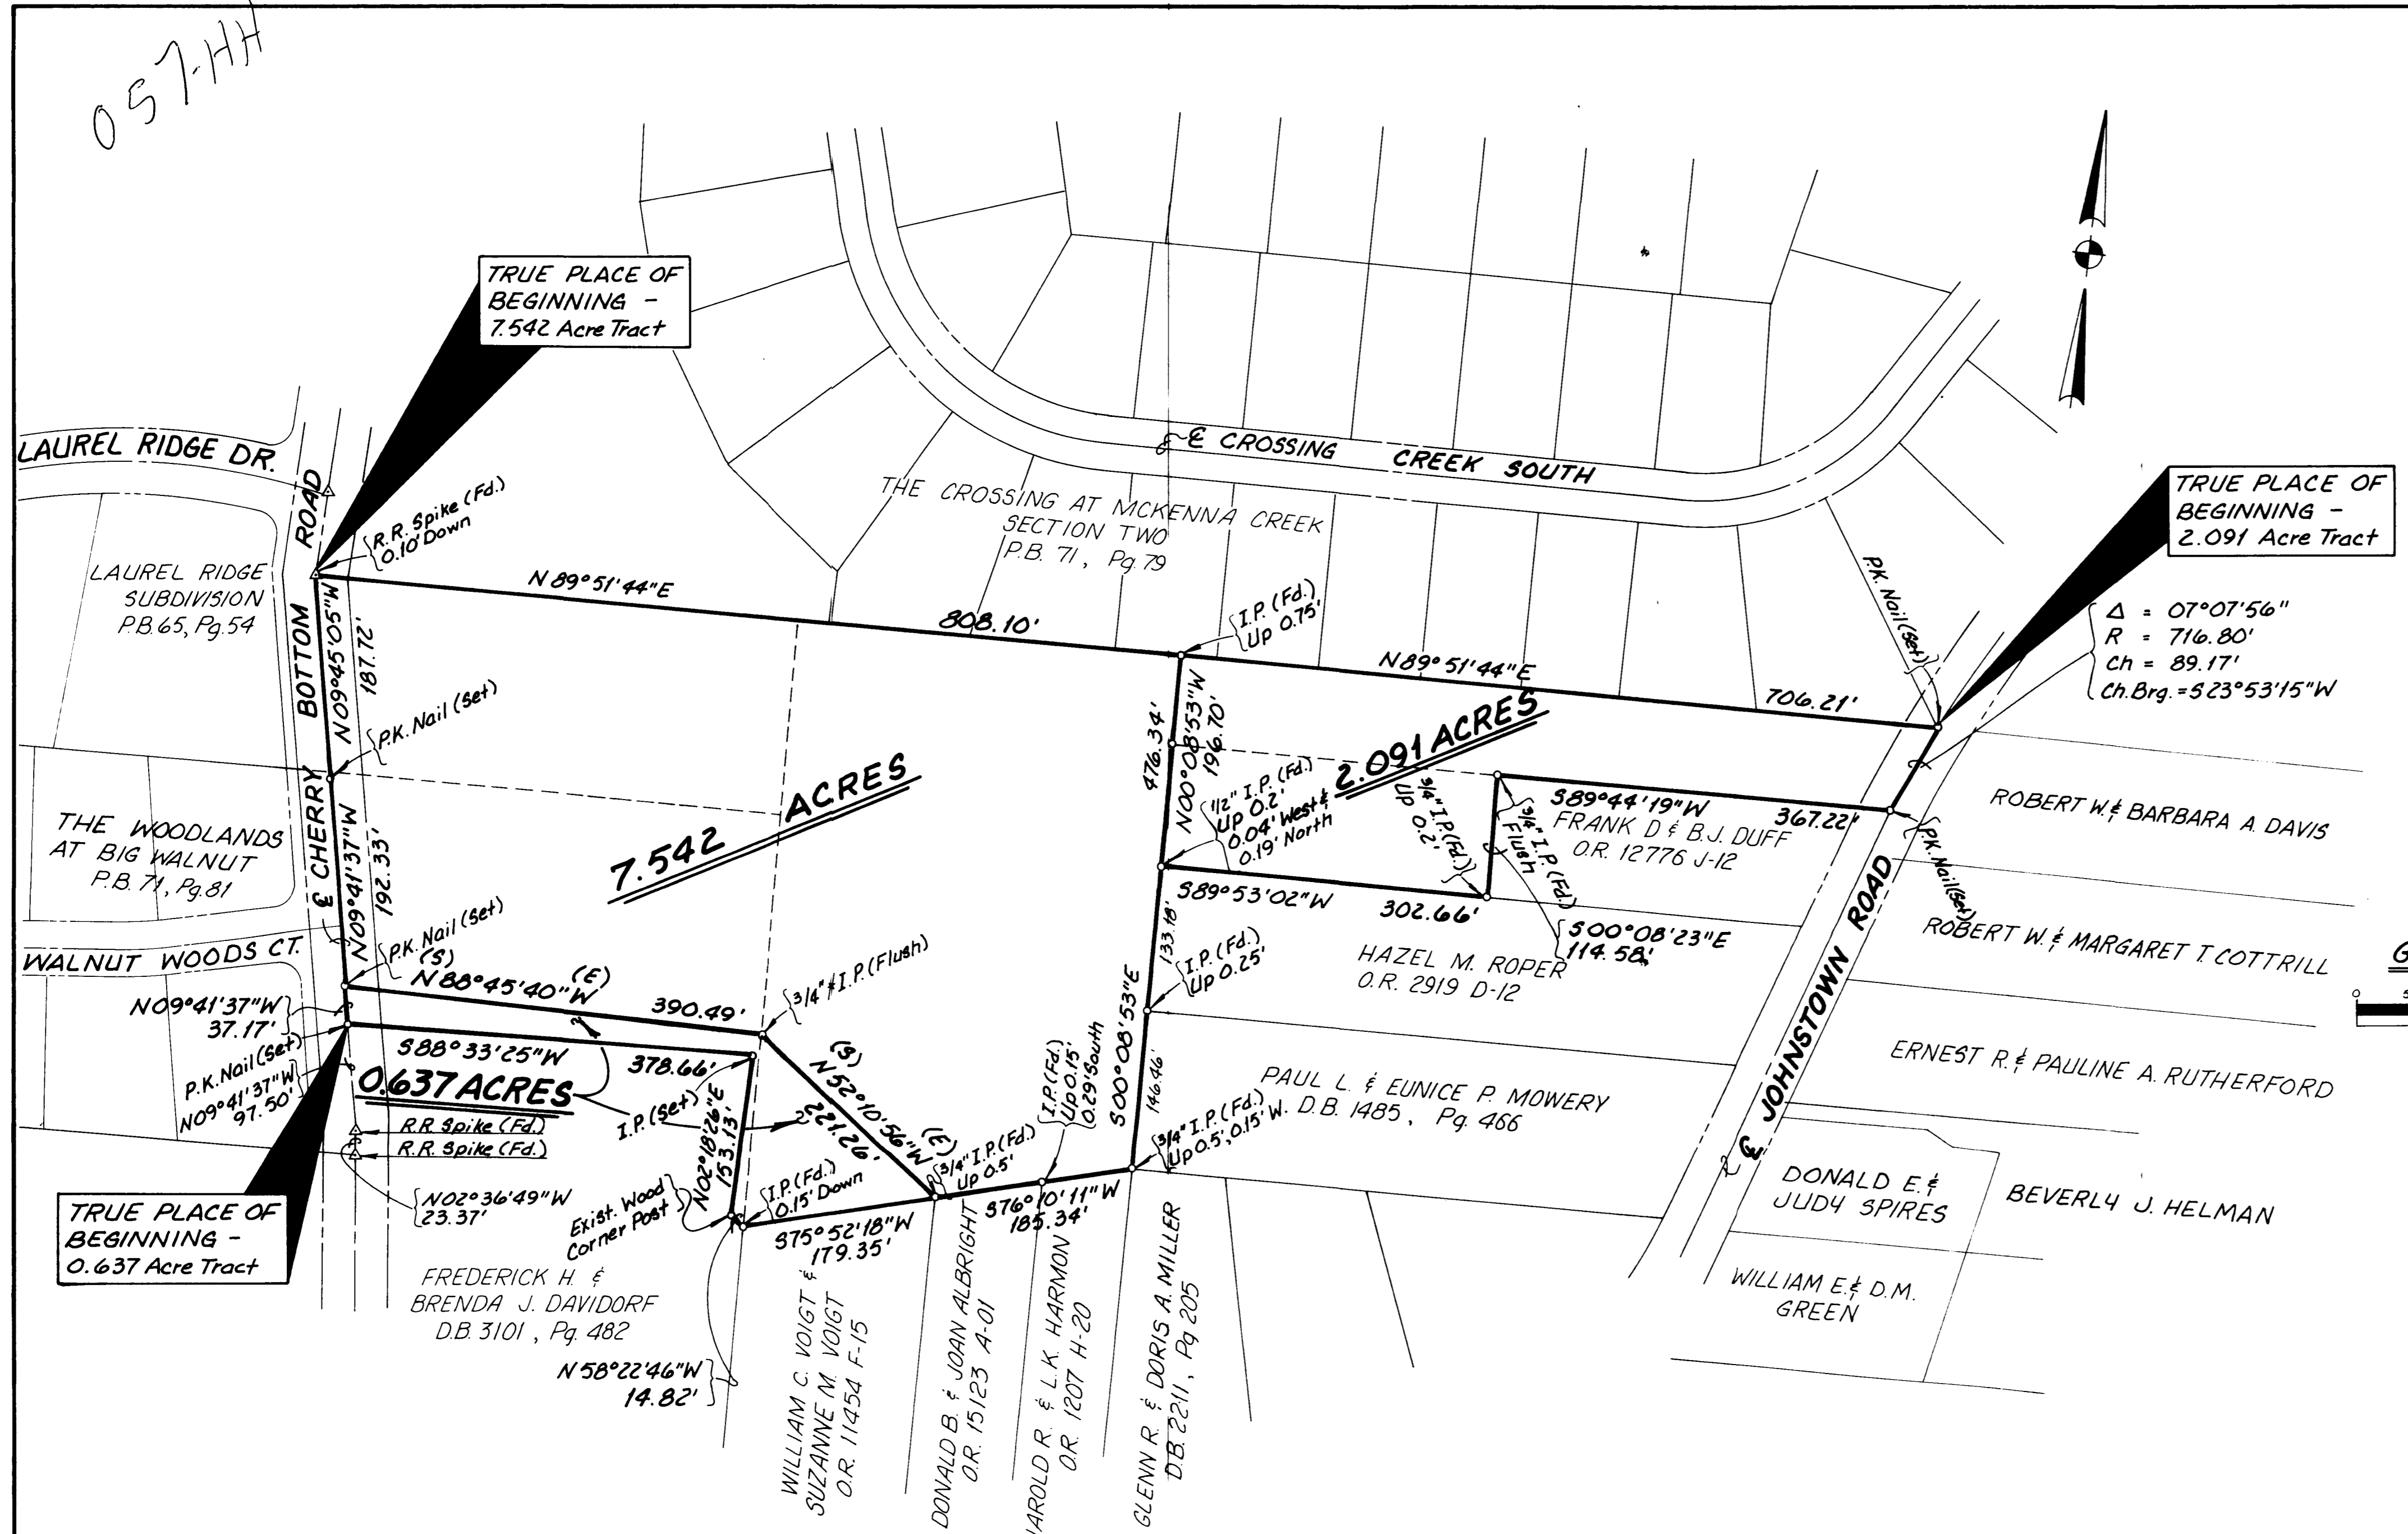 057-HH
TRUE PLACE OF
BEGINNING -
7.542 Acre Tract
LAUREL RIDGE DR.
R.R. Spike (Fd.)
0.10' Down
LAUREL RIDGE
SUBDIVISION
P.B. 65, Pg. 54
℄ CHERRY BOTTOM ROAD
N09°45'05"W
187.72'
P.K. Nail (Set)
N09°41'37"W
192.33'
THE WOODLANDS
AT BIG WALNUT
P.B. 71, Pg. 81
WALNUT WOODS CT.
℄ CROSSING CREEK SOUTH
THE CROSSING AT MCKENNA CREEK
SECTION TWO
P.B. 71, Pg. 79
N 89°51'44"E
808.10'
I.P. (Fd.)
Up 0.75'
N89°51'44"E
706.21'
P.K. Nail (Set)
TRUE PLACE OF
BEGINNING -
2.091 Acre Tract
Δ = 07°07'56"
R = 716.80'
Ch = 89.17'
Ch. Brg. = S23°53'15"W
476.34'
N00°08'53"W
196.70'
2.091 ACRES
1/2" I.P. (Fd.)
Up 0.2'
0.04' West &
0.19' North
3/4" I.P. (Fd.)
Up 0.2'
3/4" I.P. (Fd.)
Flush
S89°44'19"W
367.22'
FRANK D & B.J. DUFF
O.R. 12776 J-12
P.K. Nail (Set)
ROBERT W. & BARBARA A. DAVIS
7.542 ACRES
S89°53'02"W
302.66'
S00°08'23"E
114.58'
HAZEL M. ROPER
O.R. 2919 D-12
ROBERT W. & MARGARET T. COTTRILL
G
0
℄ JOHNSTOWN ROAD
P.K. Nail (Set)
(S)
N88°45'40"W
(E)
390.49'
3/4" I.P. (Flush)
133.18'
I.P. (Fd.)
Up 0.25'
S00°08'53"E
146.46'
ERNEST R. & PAULINE A. RUTHERFORD
N09°41'37"W
37.17'
P.K. Nail (Set)
N09°41'37"W
97.50'
S88°33'25"W
378.66'
0.637 ACRES
R.R. Spike (Fd.)
R.R. Spike (Fd.)
I.P. (Set)
N02°18'26"E
153.13'
(S)
N52°10'56"W
(E)
221.26'
3/4" I.P. (Fd.)
Up 0.5'
I.P. (Fd.)
Up 0.15'
0.29' South
3/4" I.P. (Fd.)
Up 0.5', 0.15' W.
PAUL L. & EUNICE P. MOWERY
D.B. 1485, Pg. 466
TRUE PLACE OF
BEGINNING -
0.637 Acre Tract
N02°36'49"W
23.37'
Exist. Wood
Corner Post
I.P. (Fd.)
0.15' Down
S75°52'18"W
179.35'
S76°10'11"W
185.34'
DONALD E. &
JUDY SPIRES
BEVERLY J. HELMAN
WILLIAM E. & D.M.
GREEN
FREDERICK H. &
BRENDA J. DAVIDORF
D.B. 3101, Pg. 482
N58°22'46"W
14.82'
WILLIAM C. VOIGT &
SUZANNE M. VOIGT
O.R. 11454 F-15
DONALD B. & JOAN ALBRIGHT
O.R. 15123 A-01
HAROLD R. & L.K. HARMON
O.R. 1207 H-20
GLENN R. & DORIS A. MILLER
D.B. 2211, Pg 205